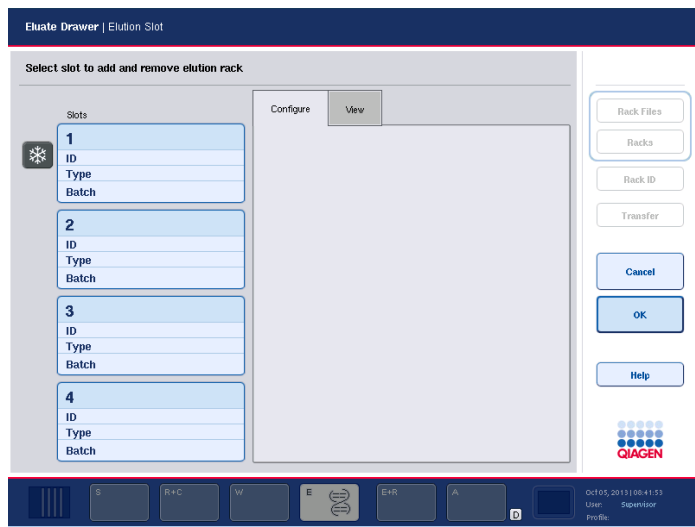 Eluate Drawer | Elution Slot
Select slot to add and remove elution rack
Slots
1
ID
Type
Batch
2
ID
Type
Batch
3
ID
Type
Batch
4
ID
Type
Batch
Configure
View
Rack Files
Racks
Rack ID
Transfer
Cancel
OK
Help
QIAGEN
S
R+C
W
E
E+R
A
D
Oct 05, 2013 | 06:41:53
User: Supervisor
Profile: